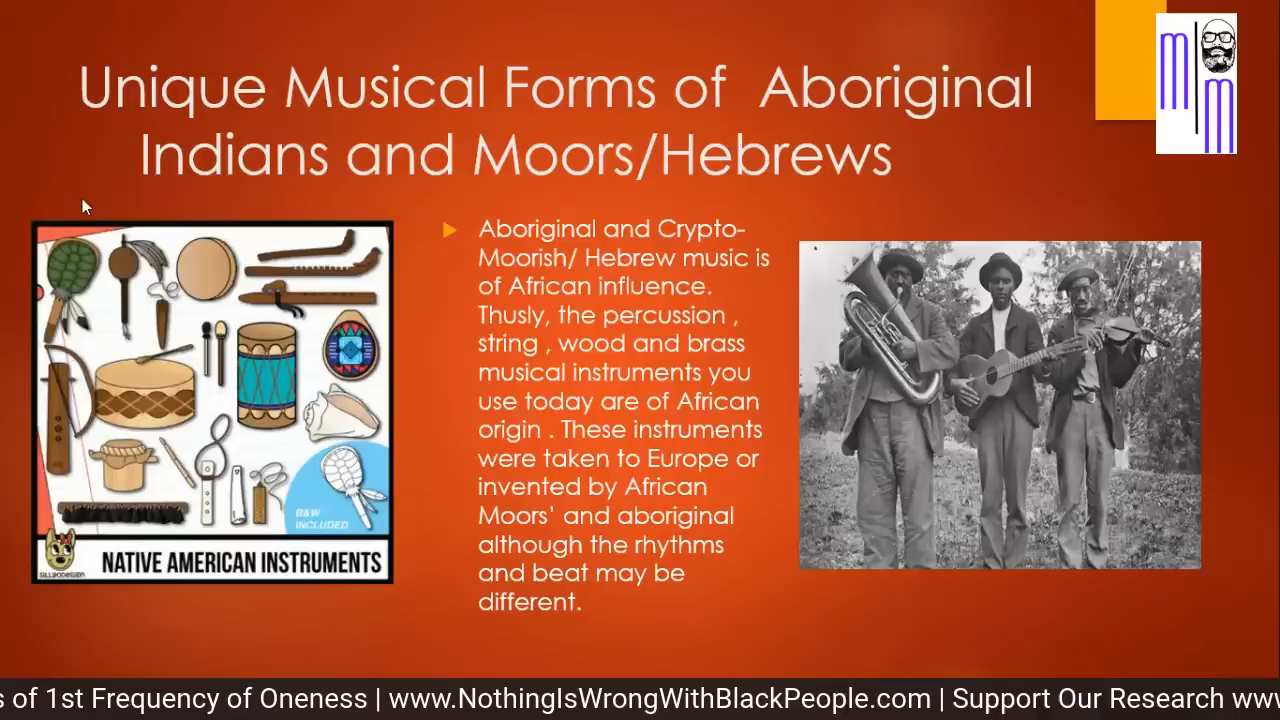 Unique Musical Forms of Aboriginal
Indians and Moors/Hebrews
m
m
B&W
INCLUDED
SILLYODESIGN
NATIVE AMERICAN INSTRUMENTS
Aboriginal and Crypto-
Moorish/ Hebrew music is
of African influence.
Thusly, the percussion ,
string , wood and brass
musical instruments you
use today are of African
origin . These instruments
were taken to Europe or
invented by African
Moors’ and aboriginal
although the rhythms
and beat may be
different.
s of 1st Frequency of Oneness | www.NothingIsWrongWithBlackPeople.com | Support Our Research www